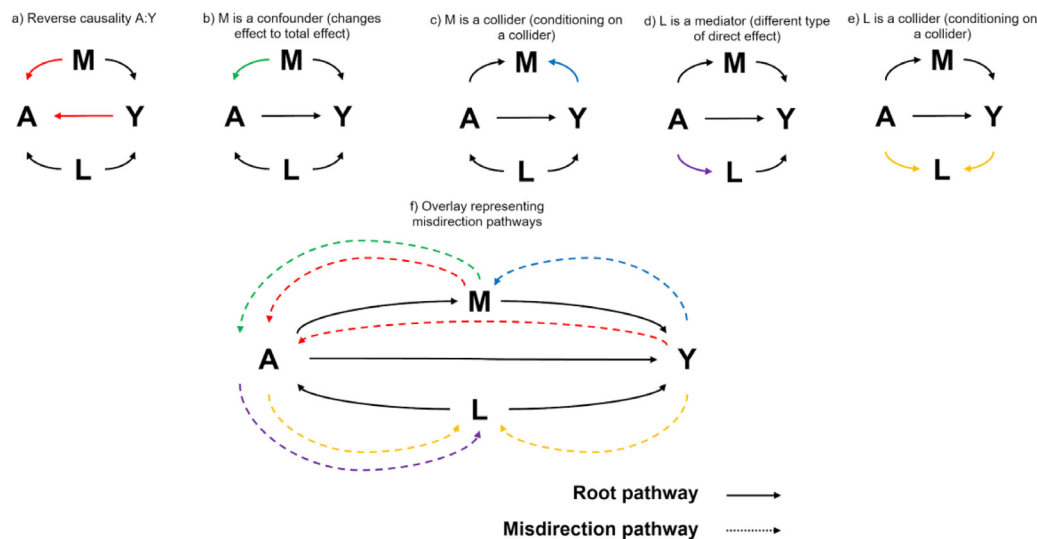 a) Reverse causality A:Y
b) M is a confounder (changes
effect to total effect)
c) M is a collider (conditioning on
a collider)
d) L is a mediator (different type
of direct effect)
e) L is a collider (conditioning on
a collider)
M
M
M
M
M
A
Y
A
Y
A
Y
A
Y
A
Y
L
L
L
L
L
f) Overlay representing
misdirection pathways
M
A
Y
L
Root pathway
Misdirection pathway